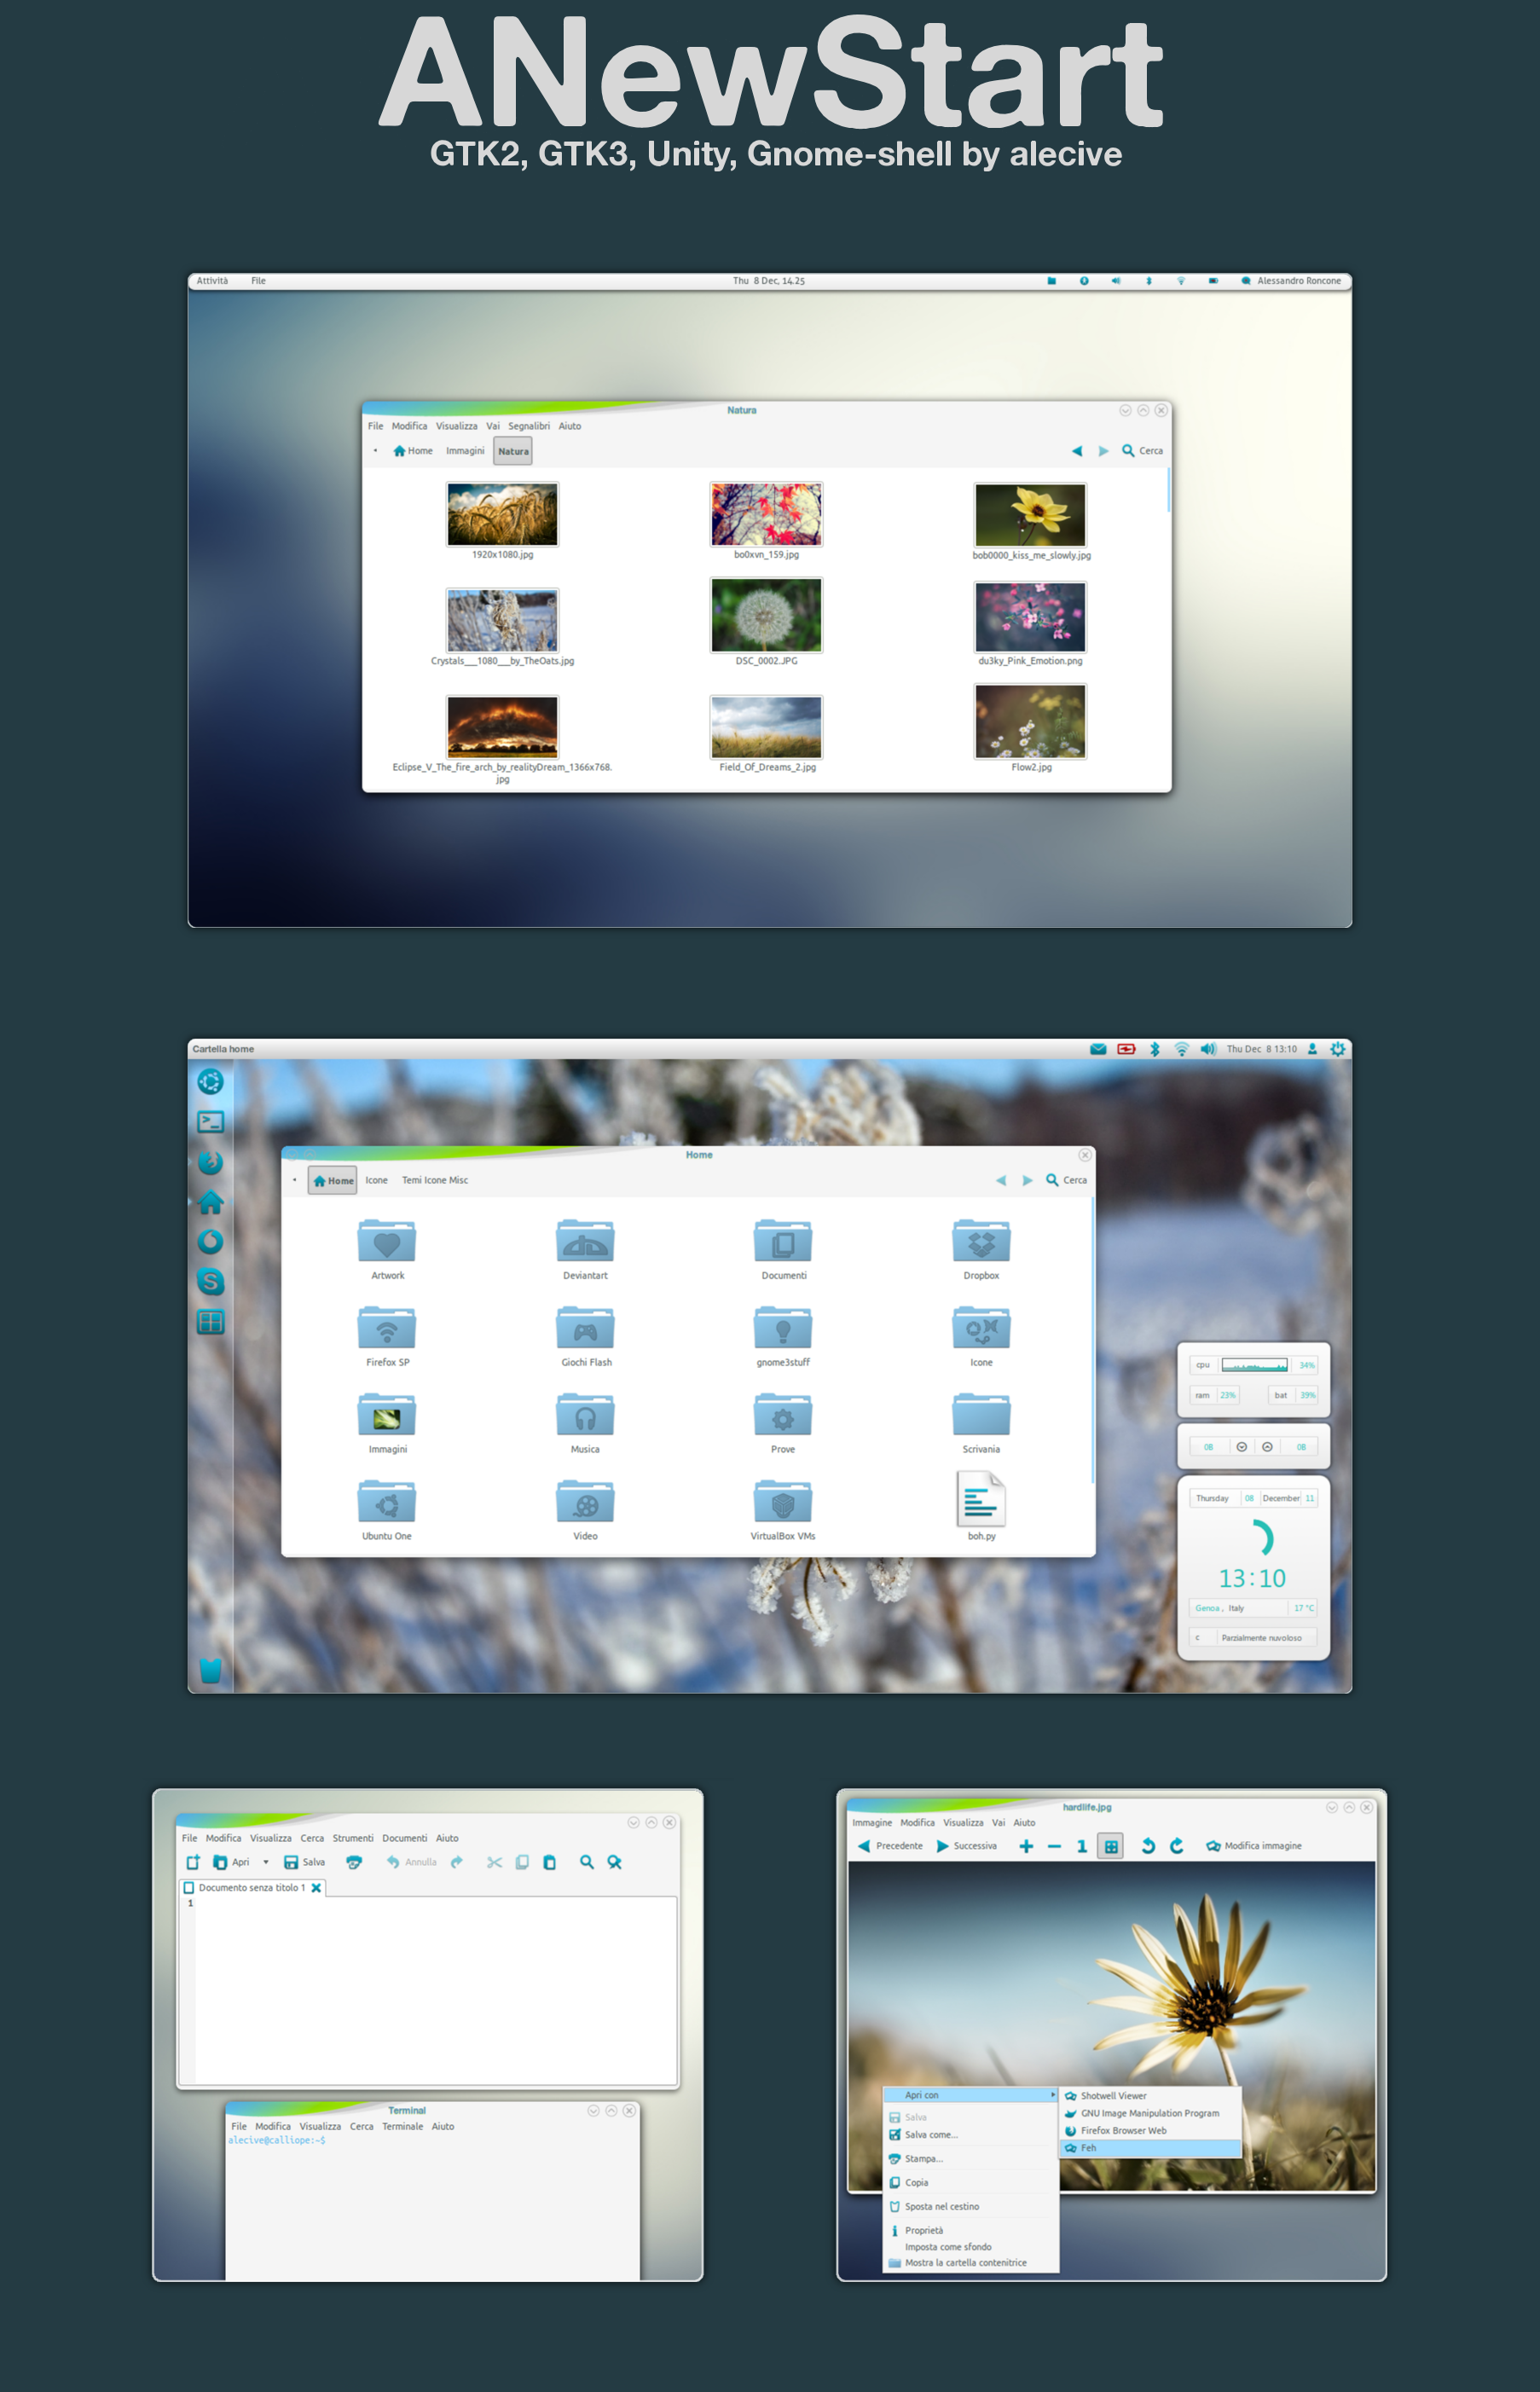 ANewStart
GTK2, GTK3, Unity, Gnome-shell by alecive
Attività File Thu 8 Dec, 14.25 Alessandro Roncone
Natura
File Modifica Visualizza Vai Segnalibri Aiuto
Home Immagini Natura Cerca
1920x1080.jpg bo0xvn_159.jpg bob0000_kiss_me_slowly.jpg
Crystals___1080___by_TheOats.jpg DSC_0002.JPG du3ky_Pink_Emotion.png
Eclipse_V_The_fire_arch_by_realityDream_1366x768. Field_Of_Dreams_2.jpg Flow2.jpg
jpg
Cartella home Thu Dec 8 13:10
Home
Home Icone Temi Icone Misc Cerca
Artwork Deviantart Documenti Dropbox
Firefox SP Giochi Flash gnome3stuff Icone
Immagini Musica Prove Scrivania
Ubuntu One Video VirtualBox VMs boh.py
cpu 34%
ram 23% bat 39%
0B 0B
Thursday 08 December 11
13:10
Genoa, Italy 17 °C
c Parzialmente nuvoloso
File Modifica Visualizza Cerca Strumenti Documenti Aiuto
Apri Salva Annulla
Documento senza titolo 1
1
Terminal
File Modifica Visualizza Cerca Terminale Aiuto
alecive@calliope:~$
hardlife.jpg
Immagine Modifica Visualizza Vai Aiuto
Precedente Successiva 1 Modifica immagine
Apri con
Salva
Salva come...
Stampa...
Copia
Sposta nel cestino
Proprietà
Imposta come sfondo
Mostra la cartella contenitrice
Shotwell Viewer
GNU Image Manipulation Program
Firefox Browser Web
Feh